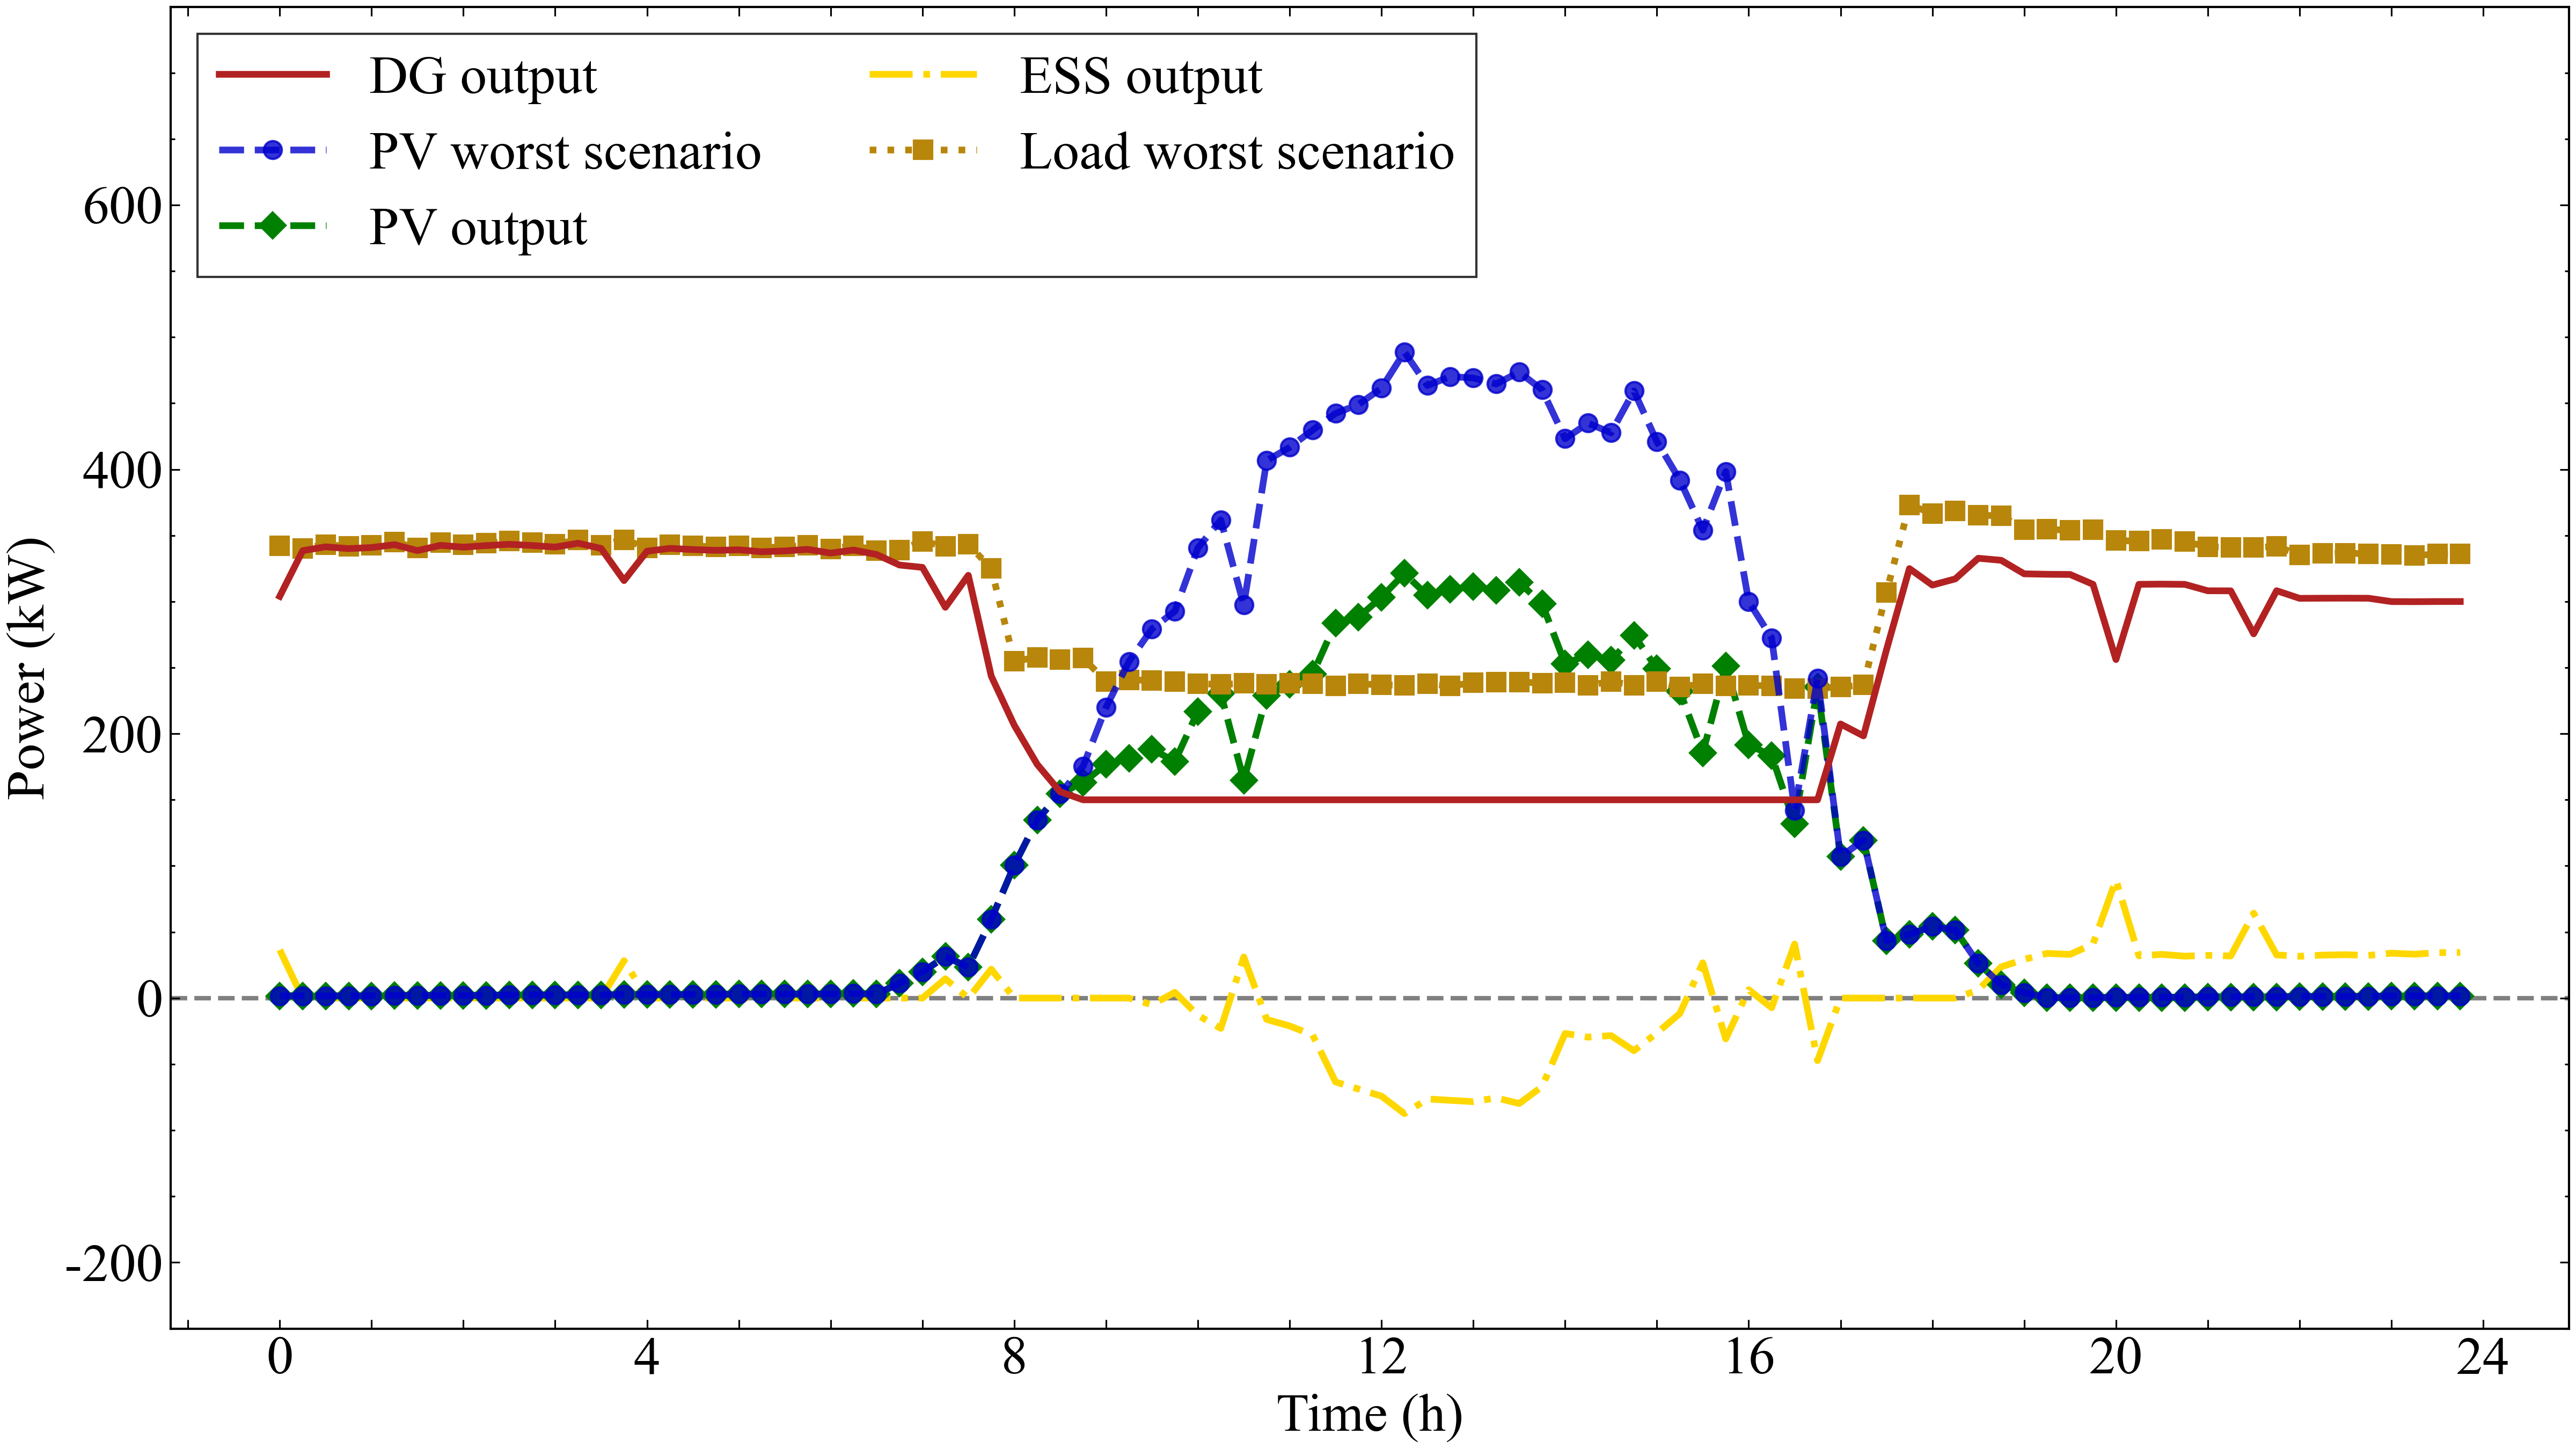 DG output
PV worst scenario
PV output
ESS output
Load worst scenario
600
400
200
0
-200
Power (kW)
0 4 8 12 16 20 24
Time (h)